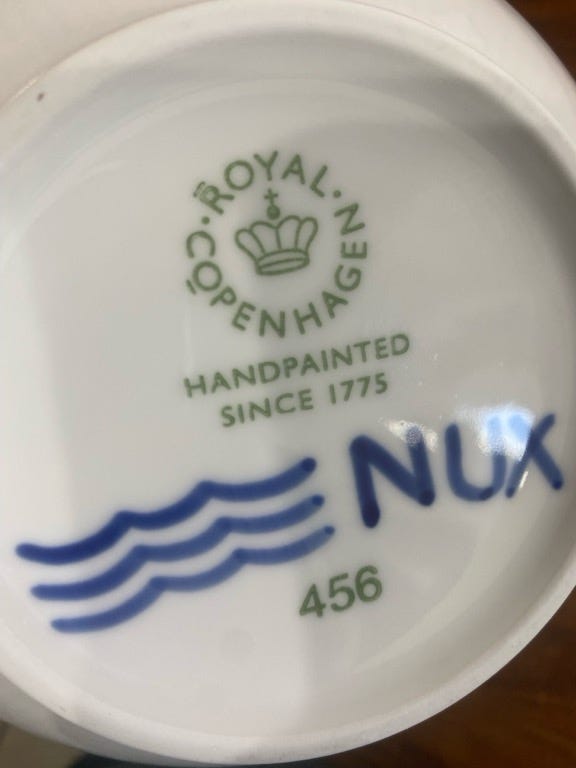 ROYAL COPENHAGEN
HANDPAINTED
SINCE 1775
NUX
456